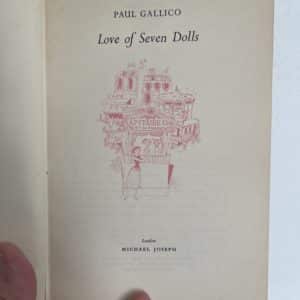 PAUL GALLICO
Love of Seven Dolls
London
MICHAEL JOSEPH